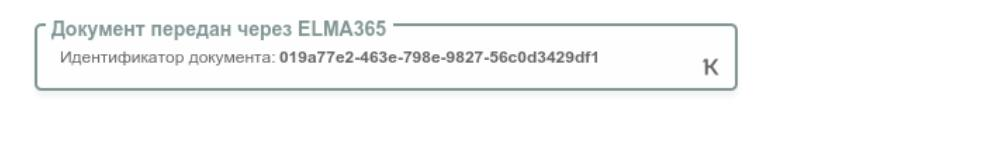 Документ передан через ELMA365
Идентификатор документа: 019a77e2-463e-798e-9827-56c0d3429df1